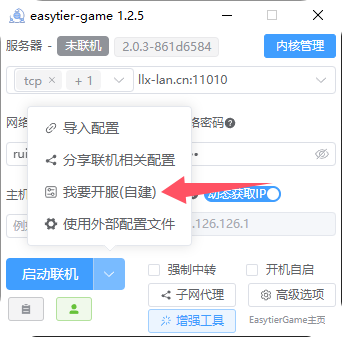 easytier-game 1.2.5
服务器 - 未联机 2.0.3-861d6584 内核管理
tcp + 1 llx-lan.cn:11010
导入配置
分享联机相关配置
我要开服(自建)
使用外部配置文件
网络 络密码
rui
主机 动态获取IP
.126.126.1
启动联机
强制中转 开机自启
子网代理 高级选项
增强工具 EasytierGame主页